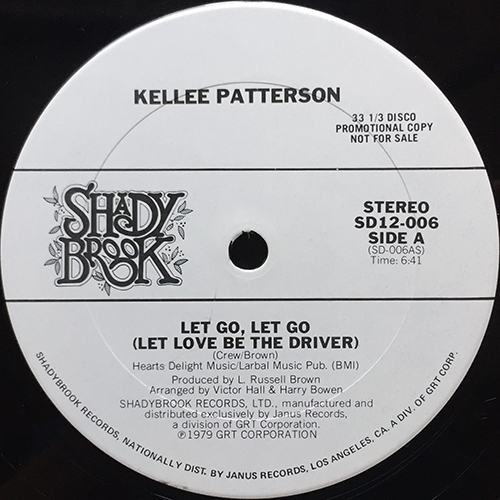 KELLEE PATTERSON
33 1/3 DISCO
PROMOTIONAL COPY
NOT FOR SALE
SHADY
BROOK
STEREO
SD12-006
SIDE A
(SD-006AS)
Time: 6:41
LET GO, LET GO
(LET LOVE BE THE DRIVER)
(Crew/Brown)
Hearts Delight Music/Larbal Music Pub. (BMI)
Produced by L. Russell Brown
Arranged by Victor Hall & Harry Bowen
SHADYBROOK RECORDS, LTD., manufactured and
distributed exclusively by Janus Records,
a division of GRT Corporation.
℗1979 GRT CORPORATION
SHADYBROOK RECORDS, NATIONALLY DIST. BY JANUS RECORDS, LOS ANGELES, CA. A DIV. OF GRT CORP.